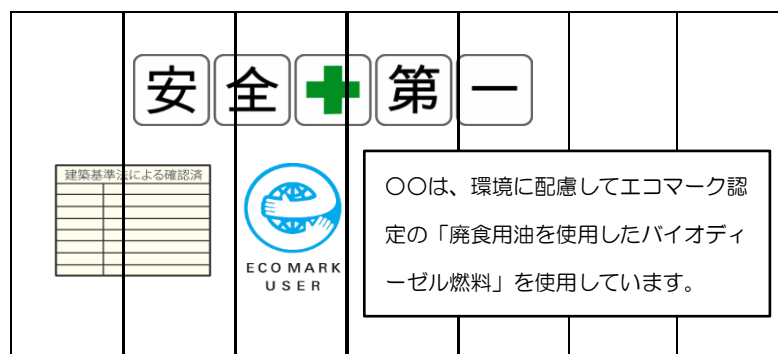 安全✚第一
建築基準法による確認済
ECO MARK
USER
〇〇は、環境に配慮してエコマーク認
定の「廃食用油を使用したバイオディ
ーゼル燃料」を使用しています。